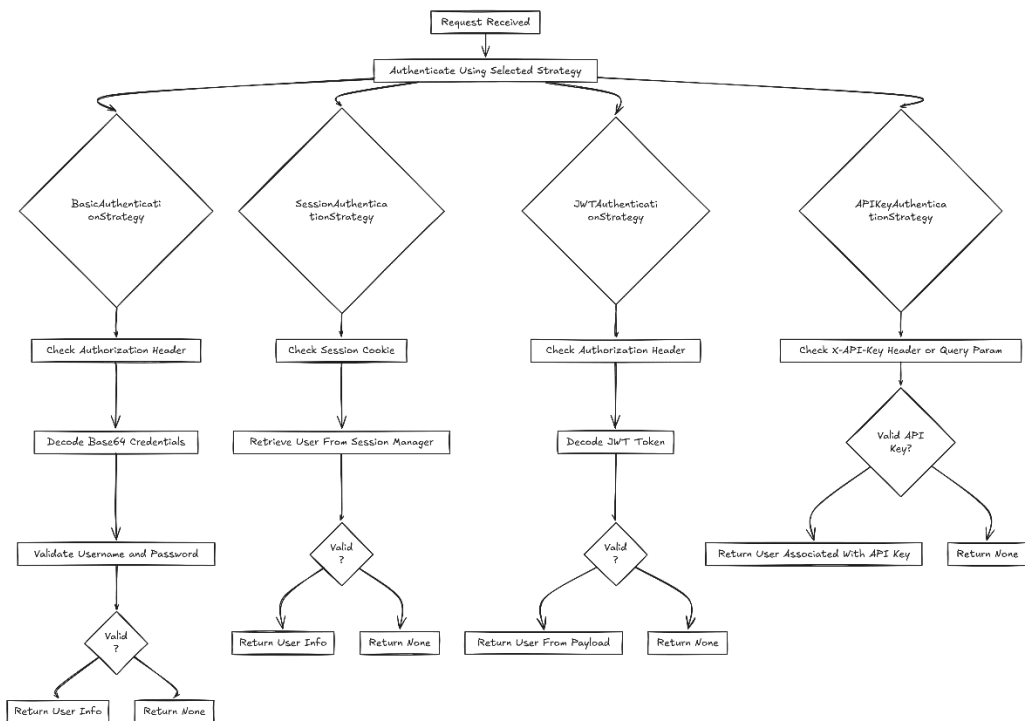 Request Received
Authenticate Using Selected Strategy
BasicAuthenticati
onStrategy
SessionAuthentica
tionStrategy
JWTAuthenticati
onStrategy
APIKeyAuthentica
tionStrategy
Check Authorization Header
Check Session Cookie
Check Authorization Header
Check X-API-Key Header or Query Param
Decode Base64 Credentials
Retrieve User From Session Manager
Decode JWT Token
Valid API
Key?
Validate Username and Password
Valid
?
Valid
?
Return User Associated With API Key
Return None
Valid
?
Return User Info
Return None
Return User From Payload
Return None
Return User Info
Return None